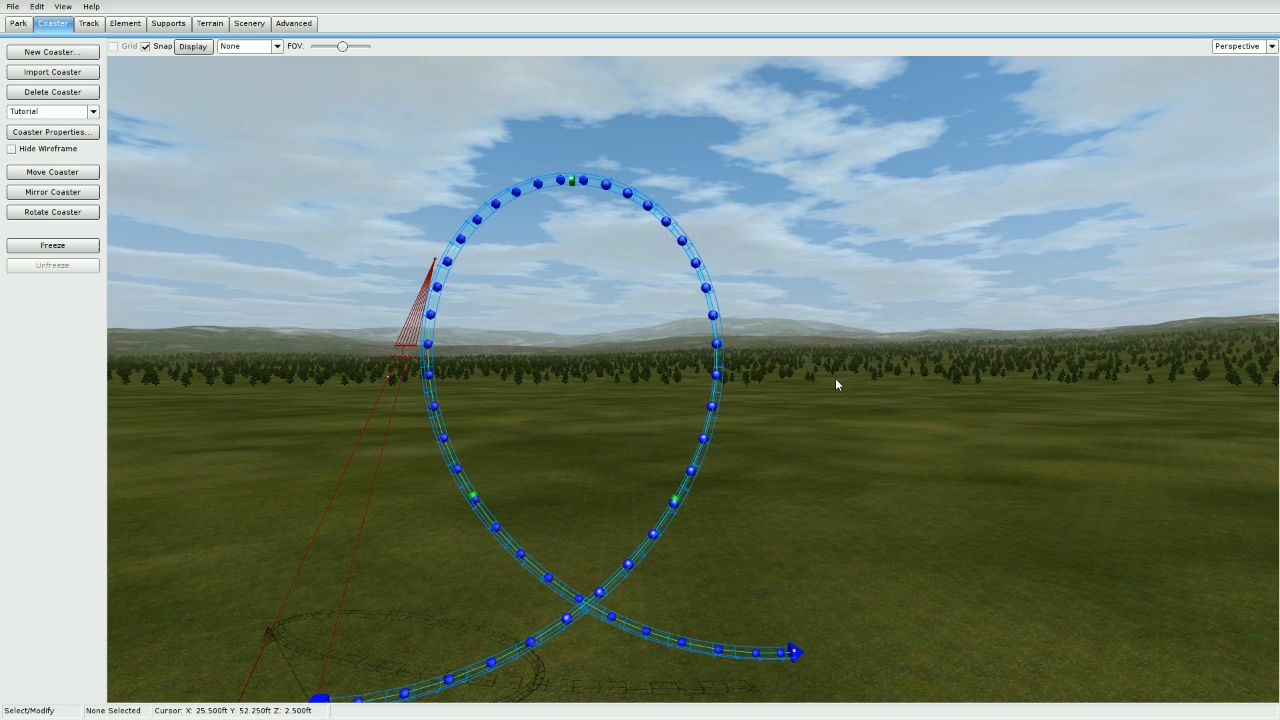 File Edit View Help
Park Coaster Track Element Supports Terrain Scenery Advanced
New Coaster... Grid Snap Display None FOV: Perspective
Import Coaster
Delete Coaster
Tutorial
Coaster Properties...
Hide Wireframe
Move Coaster
Mirror Coaster
Rotate Coaster
Freeze
Unfreeze
Select/Modify None Selected Cursor: X: 25.500ft Y: 52.250ft Z: 2.500ft